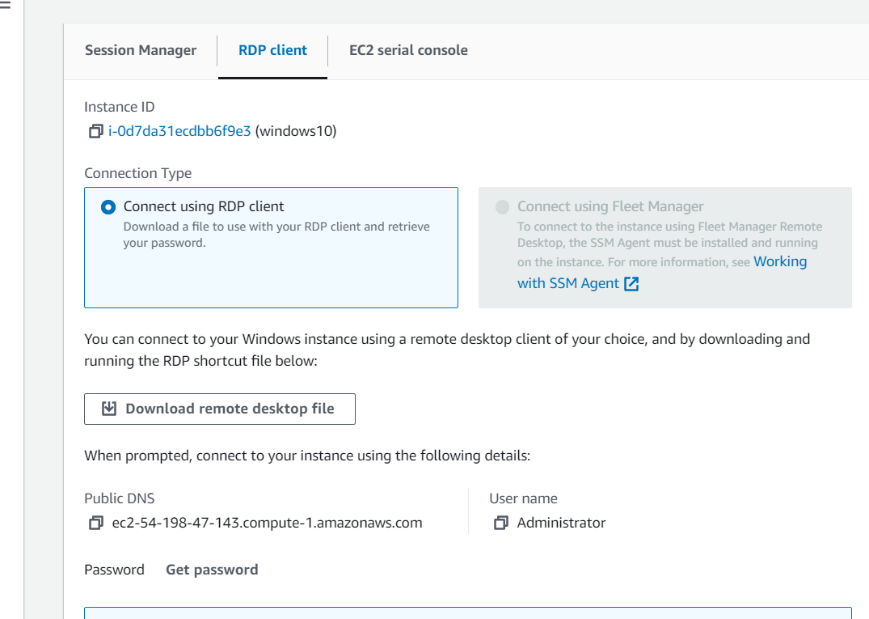 Session Manager
RDP client
EC2 serial console
Instance ID
i-0d7da31ecdbb6f9e3 (windows10)
Connection Type
Connect using RDP client
Download a file to use with your RDP client and retrieve
your password.
Connect using Fleet Manager
To connect to the instance using Fleet Manager Remote
Desktop, the SSM Agent must be installed and running
on the instance. For more information, see Working
with SSM Agent
You can connect to your Windows instance using a remote desktop client of your choice, and by downloading and
running the RDP shortcut file below:
Download remote desktop file
When prompted, connect to your instance using the following details:
Public DNS
ec2-54-198-47-143.compute-1.amazonaws.com
User name
Administrator
Password Get password